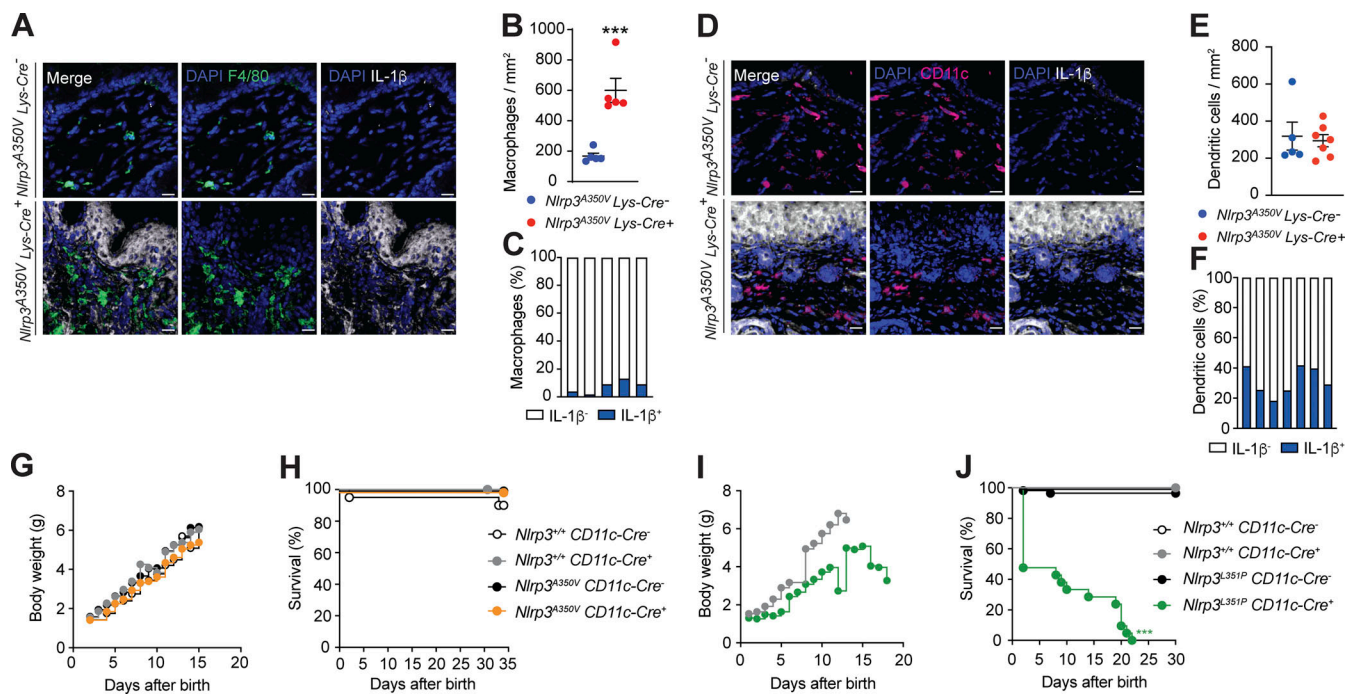 A
Nlrp3A350V Lys-Cre-
Nlrp3A350V Lys-Cre+
Merge
DAPI F4/80
DAPI IL-1β
B
***
Macrophages / mm2
1000
800
600
400
200
0
Nlrp3A350V Lys-Cre-
Nlrp3A350V Lys-Cre+
C
Macrophages (%)
100
80
60
40
20
0
IL-1β-
IL-1β+
D
Nlrp3A350V Lys-Cre-
Nlrp3A350V Lys-Cre+
Merge
DAPI CD11c
DAPI IL-1β
E
Dendritic cells / mm2
800
600
400
200
0
Nlrp3A350V Lys-Cre-
Nlrp3A350V Lys-Cre+
F
Dendritic cells (%)
100
80
60
40
20
0
IL-1β-
IL-1β+
G
Body weight (g)
8
6
4
2
0
0 5 10 15 20
Days after birth
H
Survival (%)
100
80
60
40
20
0
0 5 10 15 20 25 30 35
Days after birth
Nlrp3+/+ CD11c-Cre-
Nlrp3+/+ CD11c-Cre+
Nlrp3A350V CD11c-Cre-
Nlrp3A350V CD11c-Cre+
I
Body weight (g)
8
6
4
2
0
0 5 10 15 20
Days after birth
J
Survival (%)
100
80
60
40
20
0
0 10 20 30
***
Days after birth
Nlrp3+/+ CD11c-Cre-
Nlrp3+/+ CD11c-Cre+
Nlrp3L351P CD11c-Cre-
Nlrp3L351P CD11c-Cre+